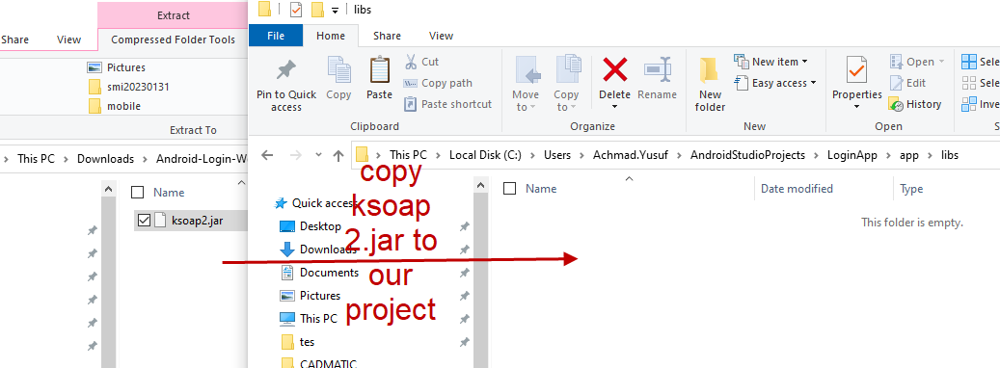 Extract
Share View Compressed Folder Tools
Pictures
smi20230131
mobile
Extract To
This PC Downloads Android-Login-W
Name
ksoap2.jar
libs
File Home Share View
Pin to Quick access
Copy
Paste
Cut
Copy path
Paste shortcut
Clipboard
Move to
Copy to
Delete
Rename
Organize
New folder
New item
Easy access
New
Properties
Open
Edit
History
Open
Sele
Sele
Inve
This PC Local Disk (C:) Users Achmad.Yusuf AndroidStudioProjects LoginApp app libs
Name Date modified Type
This folder is empty.
Quick access
Desktop
Downloads
Documents
Pictures
This PC
tes
CADMATIC
copy
ksoap
2.jar to
our
project